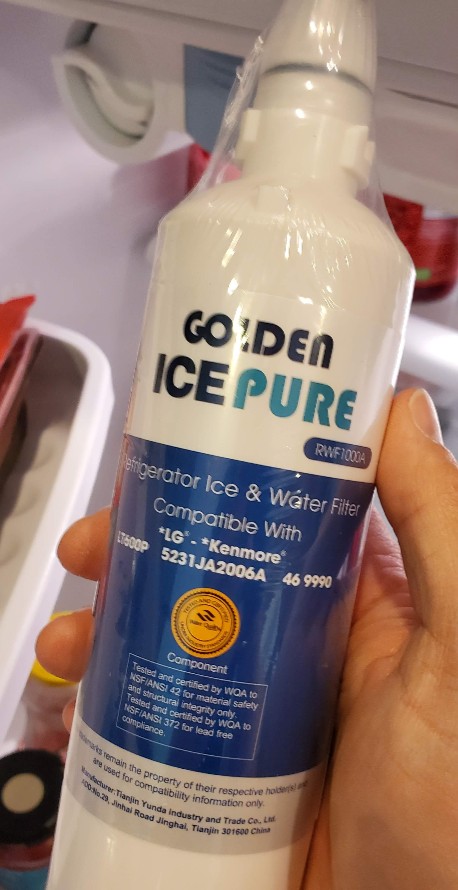 GOLDEN
ICEPURE
RWF1000A
Refrigerator Ice & Water Filter
Compatible With
*LG® - *Kenmore®
LT600P 5231JA2006A 46 9990
Component
Tested and certified by WQA to
NSF/ANSI 42 for material safety
and structural integrity only.
Tested and certified by WQA to
NSF/ANSI 372 for lead free
compliance.
remain the property of their respective holder(s) and
are used for compatibility information only.
Manufacturer:Tianjin Yunda Industry and Trade Co., Ltd.
ADD:No.29, Jinhai Road Jinghai, Tianjin 301600 China